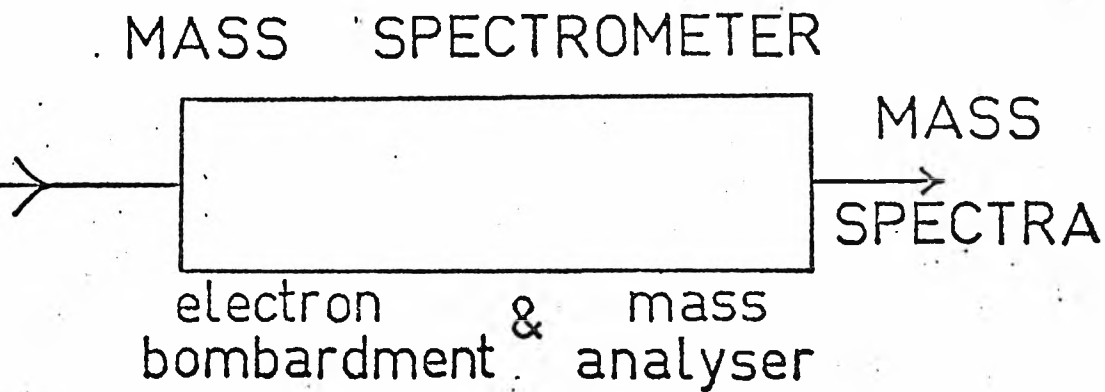 MASS SPECTROMETER
MASS
SPECTRA
electron & mass
bombardment analyser